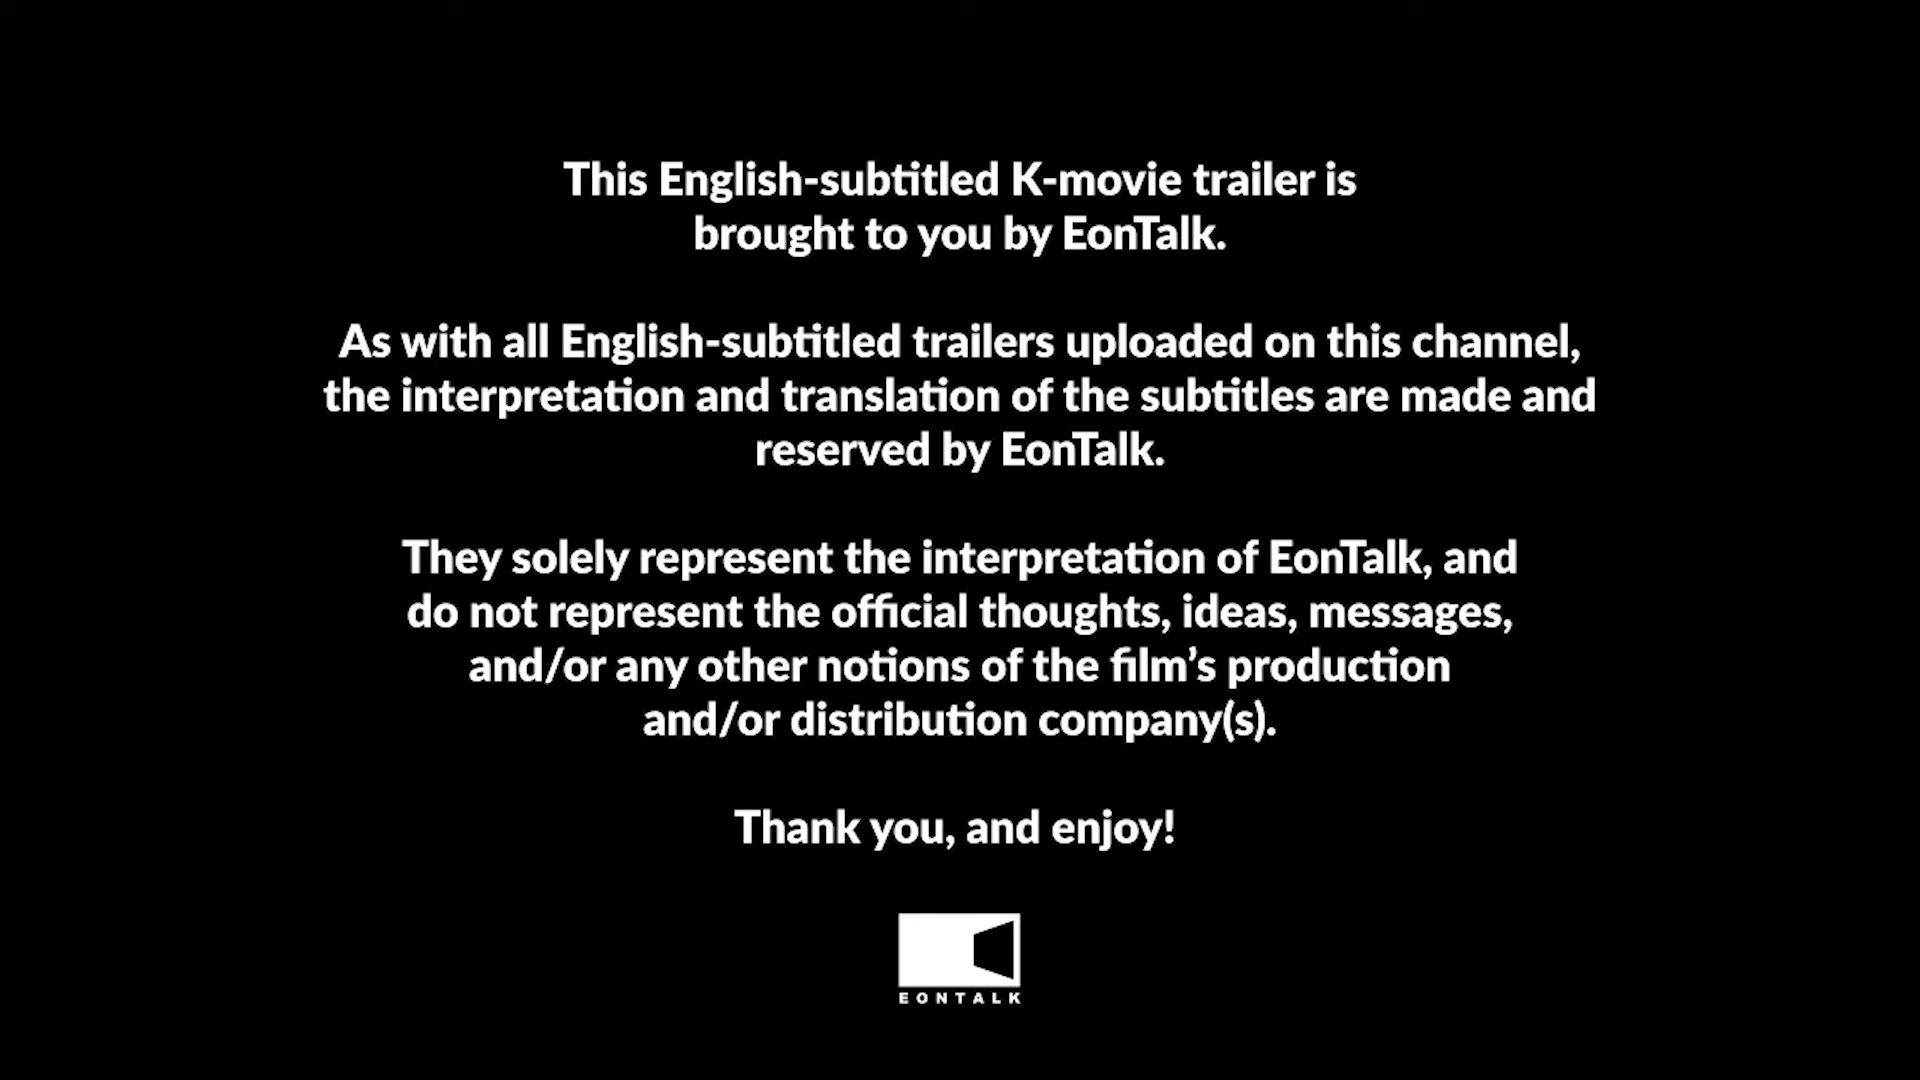 This English-subtitled K-movie trailer is
brought to you by EonTalk.
As with all English-subtitled trailers uploaded on this channel,
the interpretation and translation of the subtitles are made and
reserved by EonTalk.
They solely represent the interpretation of EonTalk, and
do not represent the official thoughts, ideas, messages,
and/or any other notions of the film’s production
and/or distribution company(s).
Thank you, and enjoy!
EONTALK